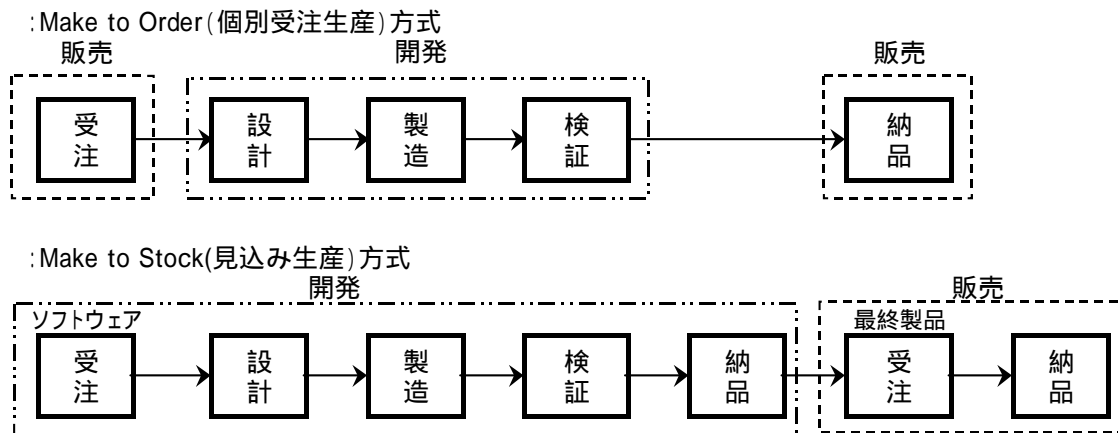 :Make to Order(個別受注生産)方式
販売
開発
販売
受注
設計
製造
検証
納品
:Make to Stock(見込み生産)方式
開発
販売
ソフトウェア
最終製品
受注
設計
製造
検証
納品
受注
納品